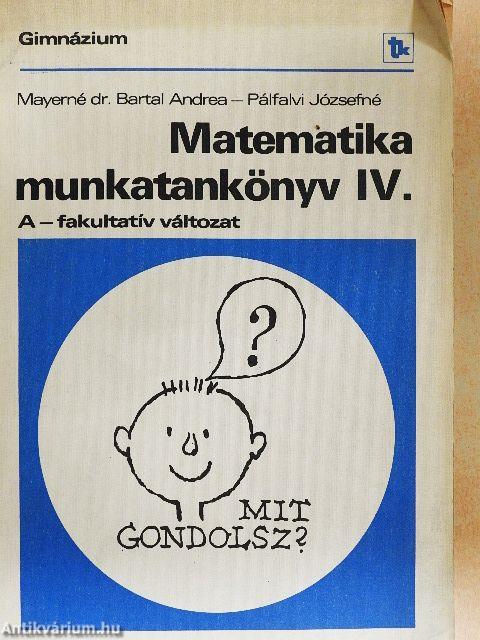 Gimnázium
tk
Mayerné dr. Bartal Andrea – Pálfalvi Józsefné
Matematika
munkatankönyv IV.
A – fakultatív változat
?
MIT
GONDOLSZ?
Antikvárium.hu